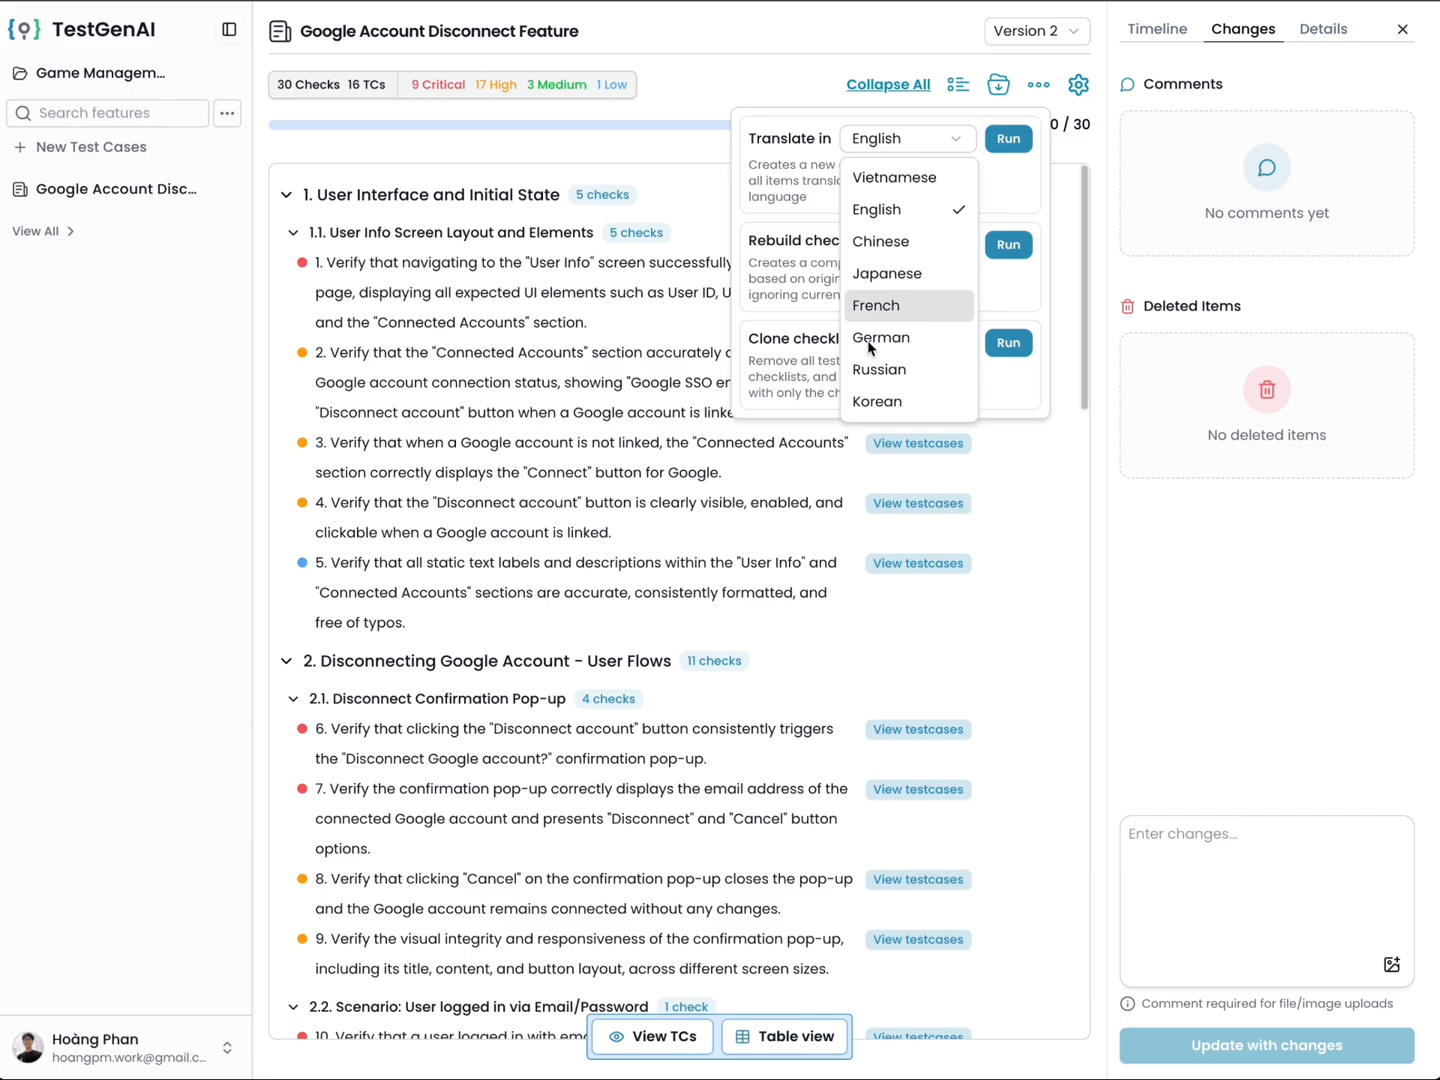 TestGenAI
Game Managem...
Search features
New Test Cases
Google Account Disc...
View All
Hoàng Phan
hoangpm.work@gmail.c...
Google Account Disconnect Feature
Version 2
30 Checks 16 TCs 9 Critical 17 High 3 Medium 1 Low
Collapse All
0 / 30
Translate in English Run
Creates a new
all items transl
language
Rebuild chec Run
Creates a comp
based on origin
ignoring curren
Clone checkl Run
Remove all test
checklists, and
with only the ch
Vietnamese
English
Chinese
Japanese
French
German
Russian
Korean
1. User Interface and Initial State 5 checks
1.1. User Info Screen Layout and Elements 5 checks
1. Verify that navigating to the "User Info" screen successfully
page, displaying all expected UI elements such as User ID, U
and the "Connected Accounts" section.
2. Verify that the "Connected Accounts" section accurately
Google account connection status, showing "Google SSO en
"Disconnect account" button when a Google account is linke
3. Verify that when a Google account is not linked, the "Connected Accounts" View testcases
section correctly displays the "Connect" button for Google.
4. Verify that the "Disconnect account" button is clearly visible, enabled, and View testcases
clickable when a Google account is linked.
5. Verify that all static text labels and descriptions within the "User Info" and View testcases
"Connected Accounts" sections are accurate, consistently formatted, and
free of typos.
2. Disconnecting Google Account - User Flows 11 checks
2.1. Disconnect Confirmation Pop-up 4 checks
6. Verify that clicking the "Disconnect account" button consistently triggers View testcases
the "Disconnect Google account?" confirmation pop-up.
7. Verify the confirmation pop-up correctly displays the email address of the View testcases
connected Google account and presents "Disconnect" and "Cancel" button
options.
8. Verify that clicking "Cancel" on the confirmation pop-up closes the pop-up View testcases
and the Google account remains connected without any changes.
9. Verify the visual integrity and responsiveness of the confirmation pop-up, View testcases
including its title, content, and button layout, across different screen sizes.
2.2. Scenario: User logged in via Email/Password 1 check
10. Verify that a user logged in with ema View testcases
View TCs
Table view
Timeline
Changes
Details
Comments
No comments yet
Deleted Items
No deleted items
Enter changes...
Comment required for file/image uploads
Update with changes